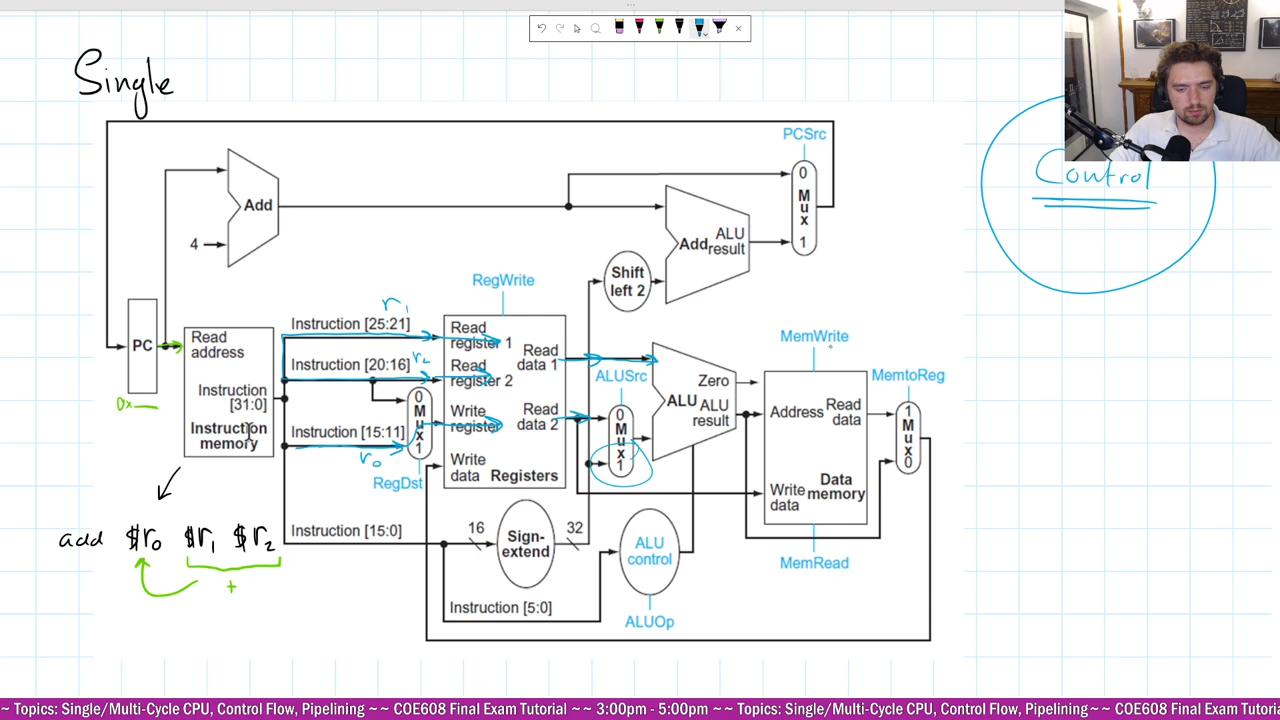 Single
Control
PCSrc
0
Mux
1
Add
4
Add ALU result
Shift left 2
RegWrite
r1
Instruction [25:21]
Read register 1
Read data 1
PC
Read address
Instruction [20:16]
r2
Read register 2
MemWrite
ALUSrc
MemtoReg
Zero
Instruction [31:0]
0
Mux
1
Write register
Read data 2
0
Mux
1
ALU
ALU result
Address
Read data
1
Mux
0
0x__
Instruction memory
Instruction [15:11]
r0
Write data
Registers
RegDst
Write data
Data memory
add $r0 $r1 $r2
+
Instruction [15:0]
16
Sign-extend
32
ALU control
MemRead
Instruction [5:0]
ALUOp
~ Topics: Single/Multi-Cycle CPU, Control Flow, Pipelining ~ ~ COE608 Final Exam Tutorial ~ ~ 3:00pm - 5:00pm ~ ~ Topics: Single/Multi-Cycle CPU, Control Flow, Pipelining ~ ~ COE608 Final Exam Tutorial ~